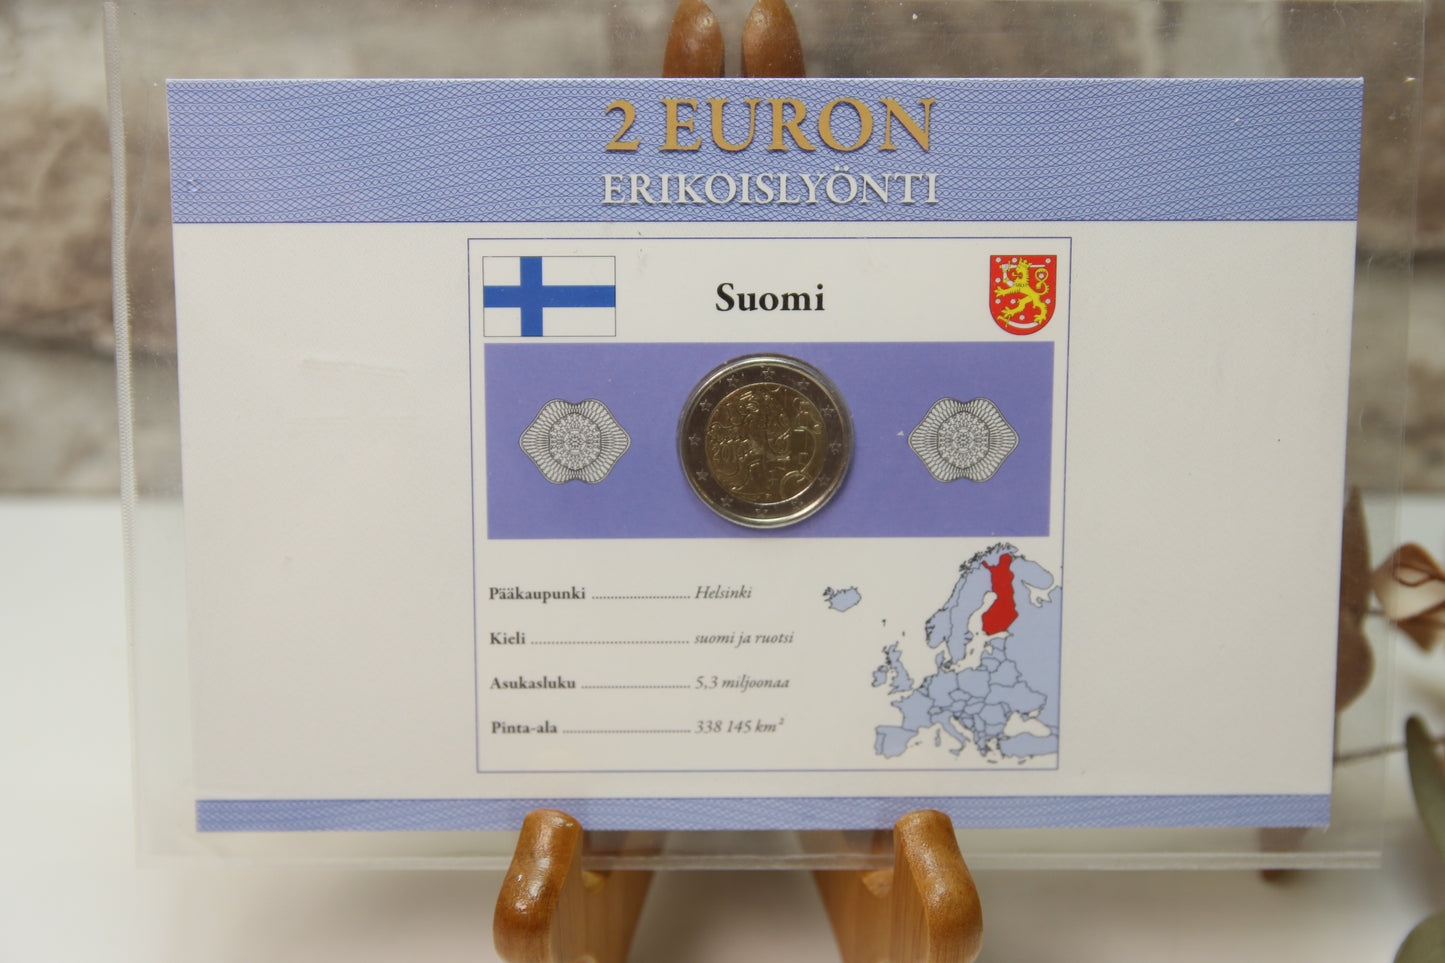 2 EURON
ERIKOISLYÖNTI
Suomi
Pääkaupunki ........................ Helsinki
Kieli ....................................... suomi ja ruotsi
Asukasluku ........................... 5,3 miljoonaa
Pinta-ala ................................ 338 145 km²